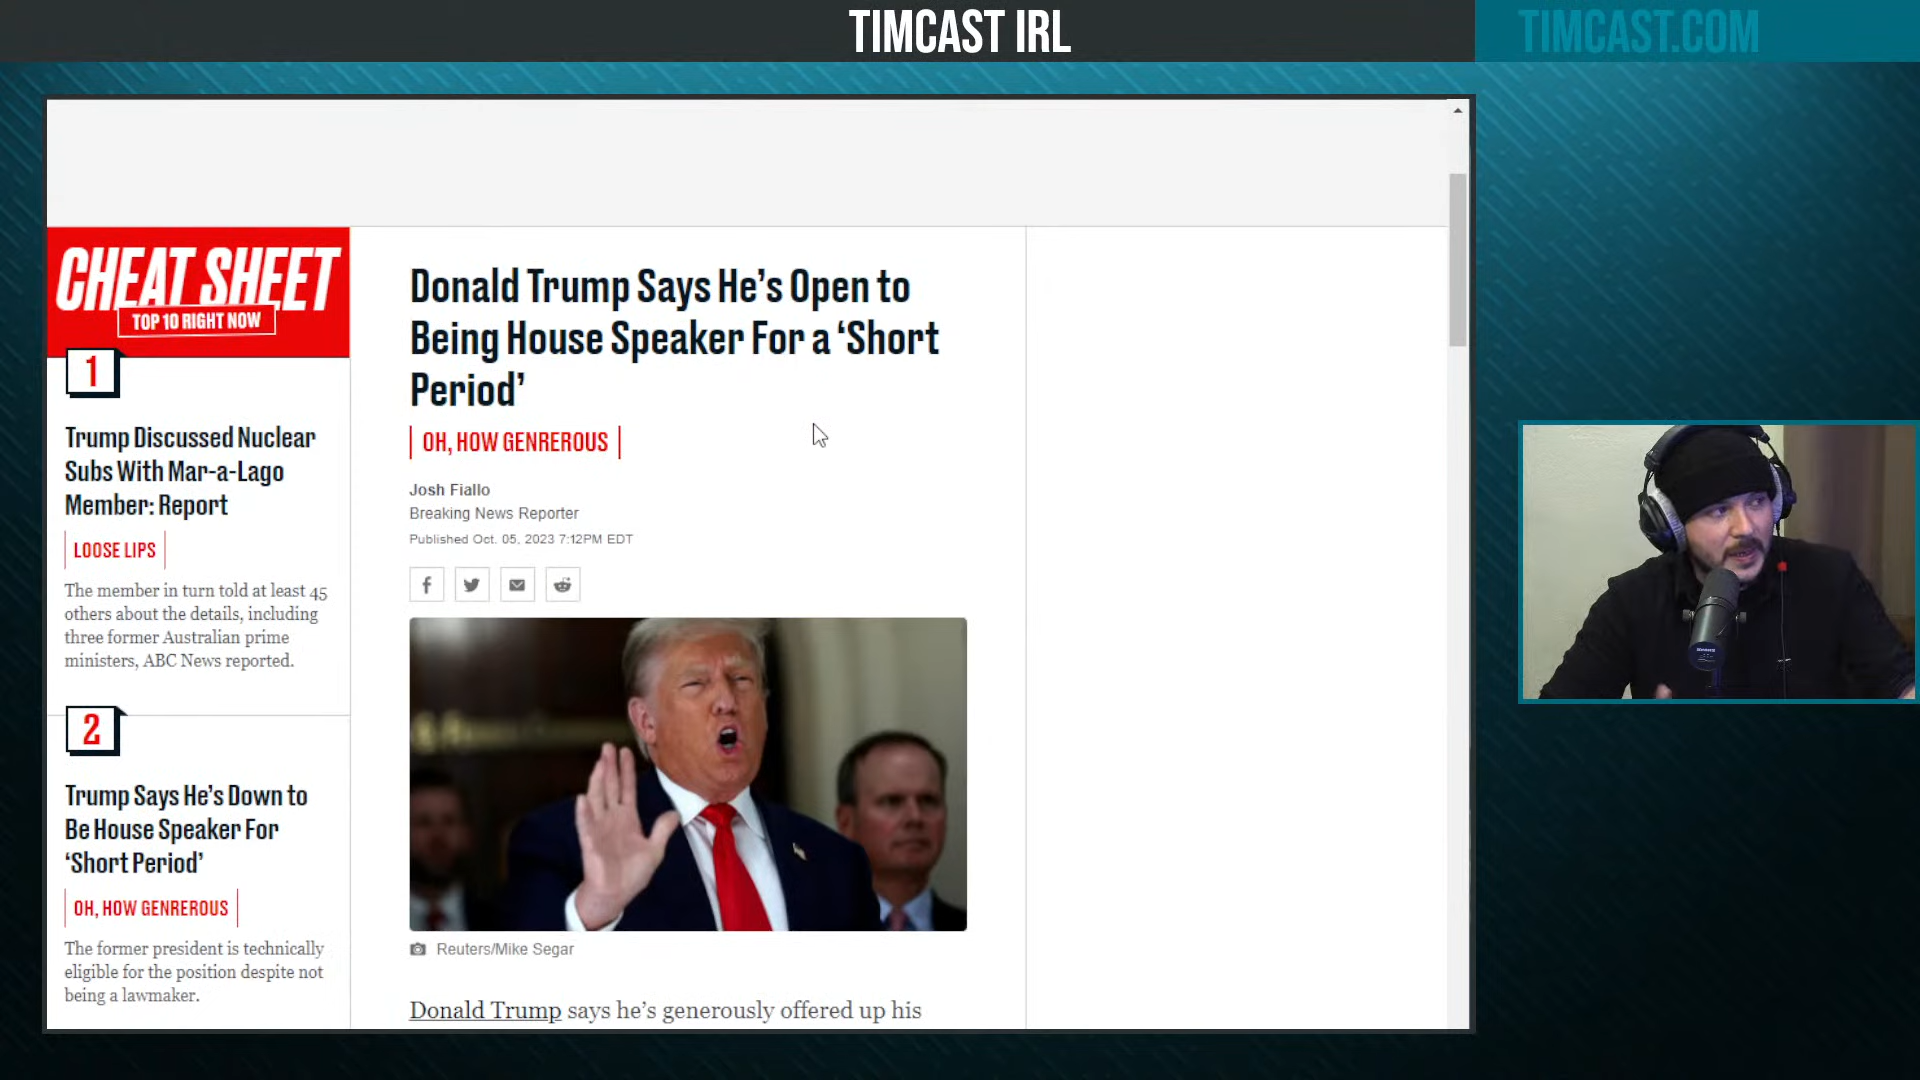 TIMCAST IRL
TIMCAST.COM
CHEAT SHEET
TOP 10 RIGHT NOW
1
Trump Discussed Nuclear
Subs With Mar-a-Lago
Member: Report
LOOSE LIPS
The member in turn told at least 45
others about the details, including
three former Australian prime
ministers, ABC News reported.
2
Trump Says He's Down to
Be House Speaker For
‘Short Period’
OH, HOW GENREROUS
The former president is technically
eligible for the position despite not
being a lawmaker.
Donald Trump Says He’s Open to
Being House Speaker For a ‘Short
Period’
OH, HOW GENREROUS
Josh Fiallo
Breaking News Reporter
Published Oct. 05, 2023 7:12PM EDT
Reuters/Mike Segar
Donald Trump says he’s generously offered up his